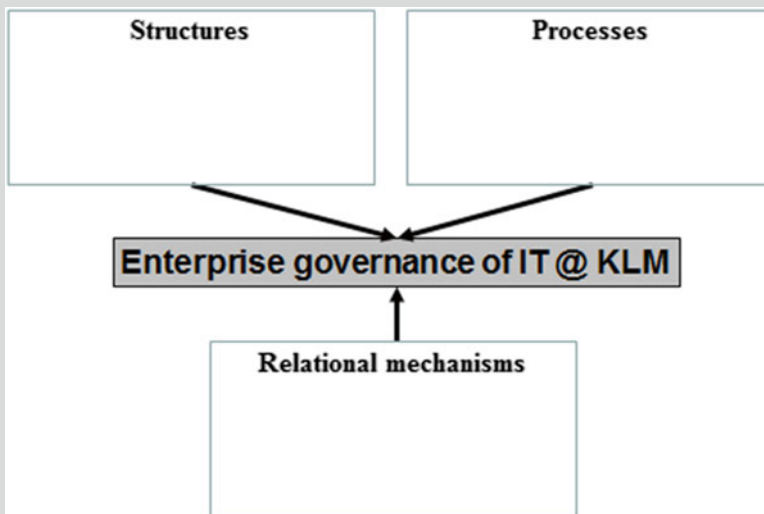 Structures
Processes
Enterprise governance of IT @ KLM
Relational mechanisms